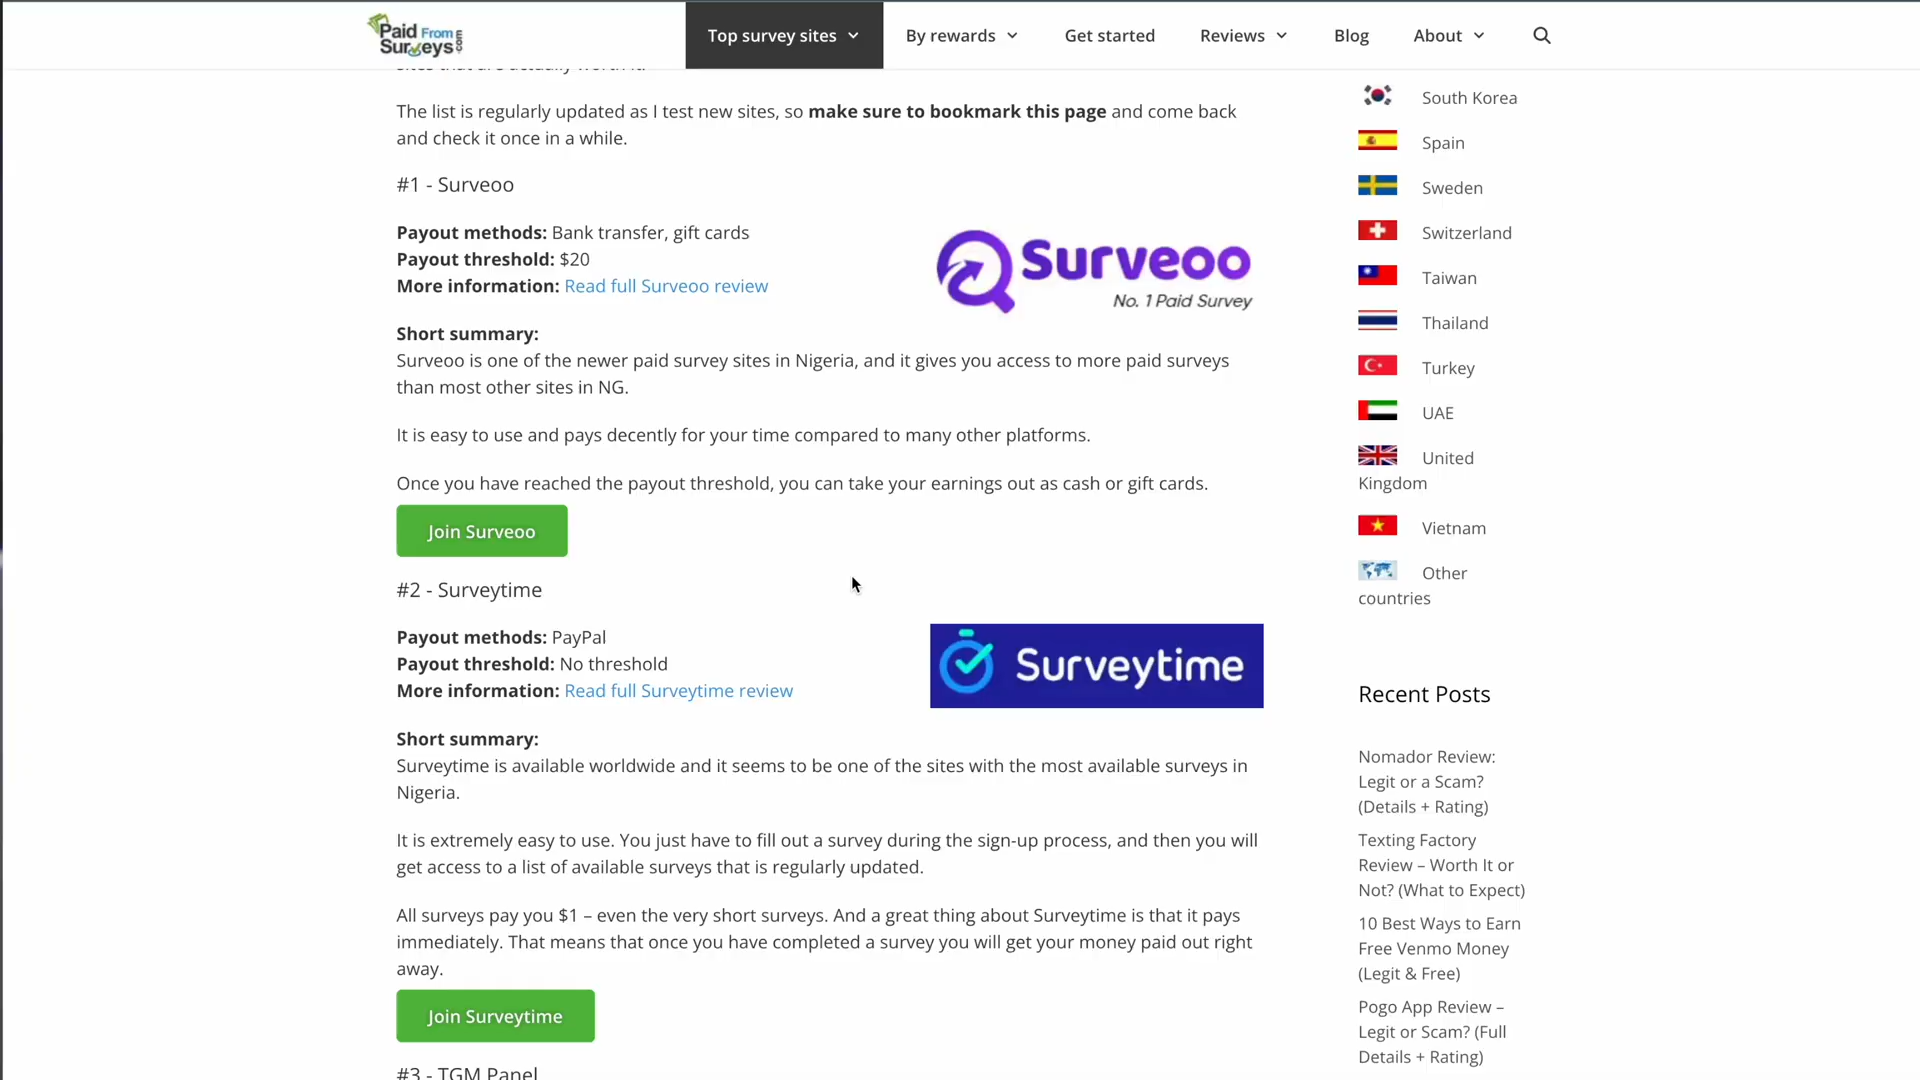 Paid From
Surveys.com
Top survey sites
By rewards
Get started
Reviews
Blog
About
The list is regularly updated as I test new sites, so make sure to bookmark this page and come back
and check it once in a while.
#1 - Surveoo
Payout methods: Bank transfer, gift cards
Payout threshold: $20
More information: Read full Surveoo review
Surveoo
No. 1 Paid Survey
Short summary:
Surveoo is one of the newer paid survey sites in Nigeria, and it gives you access to more paid surveys
than most other sites in NG.
It is easy to use and pays decently for your time compared to many other platforms.
Once you have reached the payout threshold, you can take your earnings out as cash or gift cards.
Join Surveoo
#2 - Surveytime
Payout methods: PayPal
Payout threshold: No threshold
More information: Read full Surveytime review
Surveytime
Short summary:
Surveytime is available worldwide and it seems to be one of the sites with the most available surveys in
Nigeria.
It is extremely easy to use. You just have to fill out a survey during the sign-up process, and then you will
get access to a list of available surveys that is regularly updated.
All surveys pay you $1 – even the very short surveys. And a great thing about Surveytime is that it pays
immediately. That means that once you have completed a survey you will get your money paid out right
away.
Join Surveytime
#3 - TGM Panel
South Korea
Spain
Sweden
Switzerland
Taiwan
Thailand
Turkey
UAE
United
Kingdom
Vietnam
Other
countries
Recent Posts
Nomador Review:
Legit or a Scam?
(Details + Rating)
Texting Factory
Review – Worth It or
Not? (What to Expect)
10 Best Ways to Earn
Free Venmo Money
(Legit & Free)
Pogo App Review –
Legit or Scam? (Full
Details + Rating)